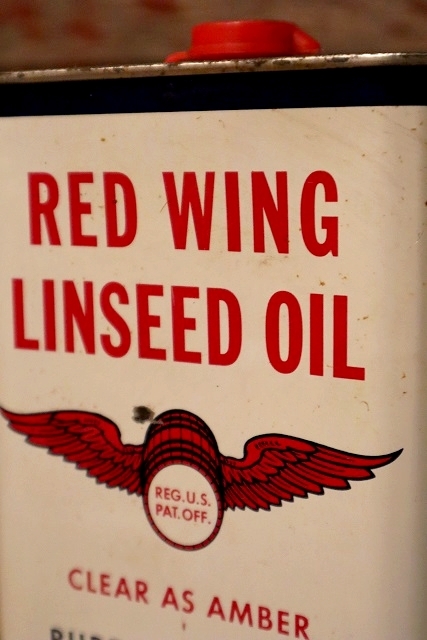 RED WING
LINSEED OIL
REG.U.S.
PAT.OFF.
CLEAR AS AMBER